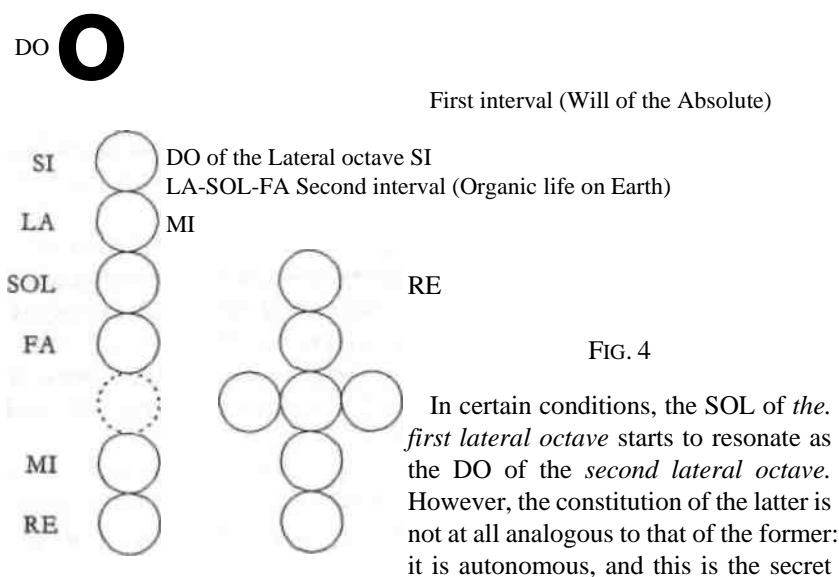 DO O
First interval (Will of the Absolute)
SI DO of the Lateral octave SI
LA-SOL-FA Second interval (Organic life on Earth)
LA MI
SOL RE
FA
FIG. 4
In certain conditions, the SOL of the.
first lateral octave starts to resonate as
the DO of the second lateral octave.
MI
However, the constitution of the latter is
not at all analogous to that of the former:
RE
it is autonomous, and this is the secret